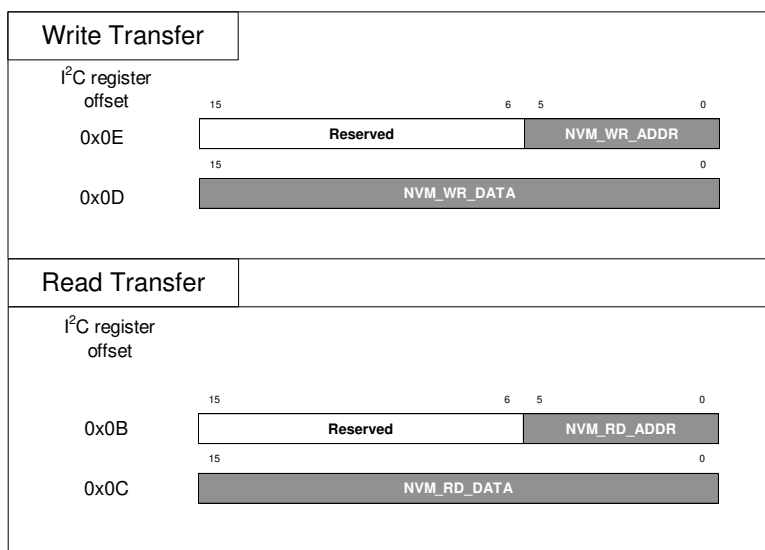 Write Transfer
I²C register
offset
15 6 5 0
0x0E Reserved NVM_WR_ADDR
15 0
0x0D NVM_WR_DATA
Read Transfer
I²C register
offset
15 6 5 0
0x0B Reserved NVM_RD_ADDR
15 0
0x0C NVM_RD_DATA